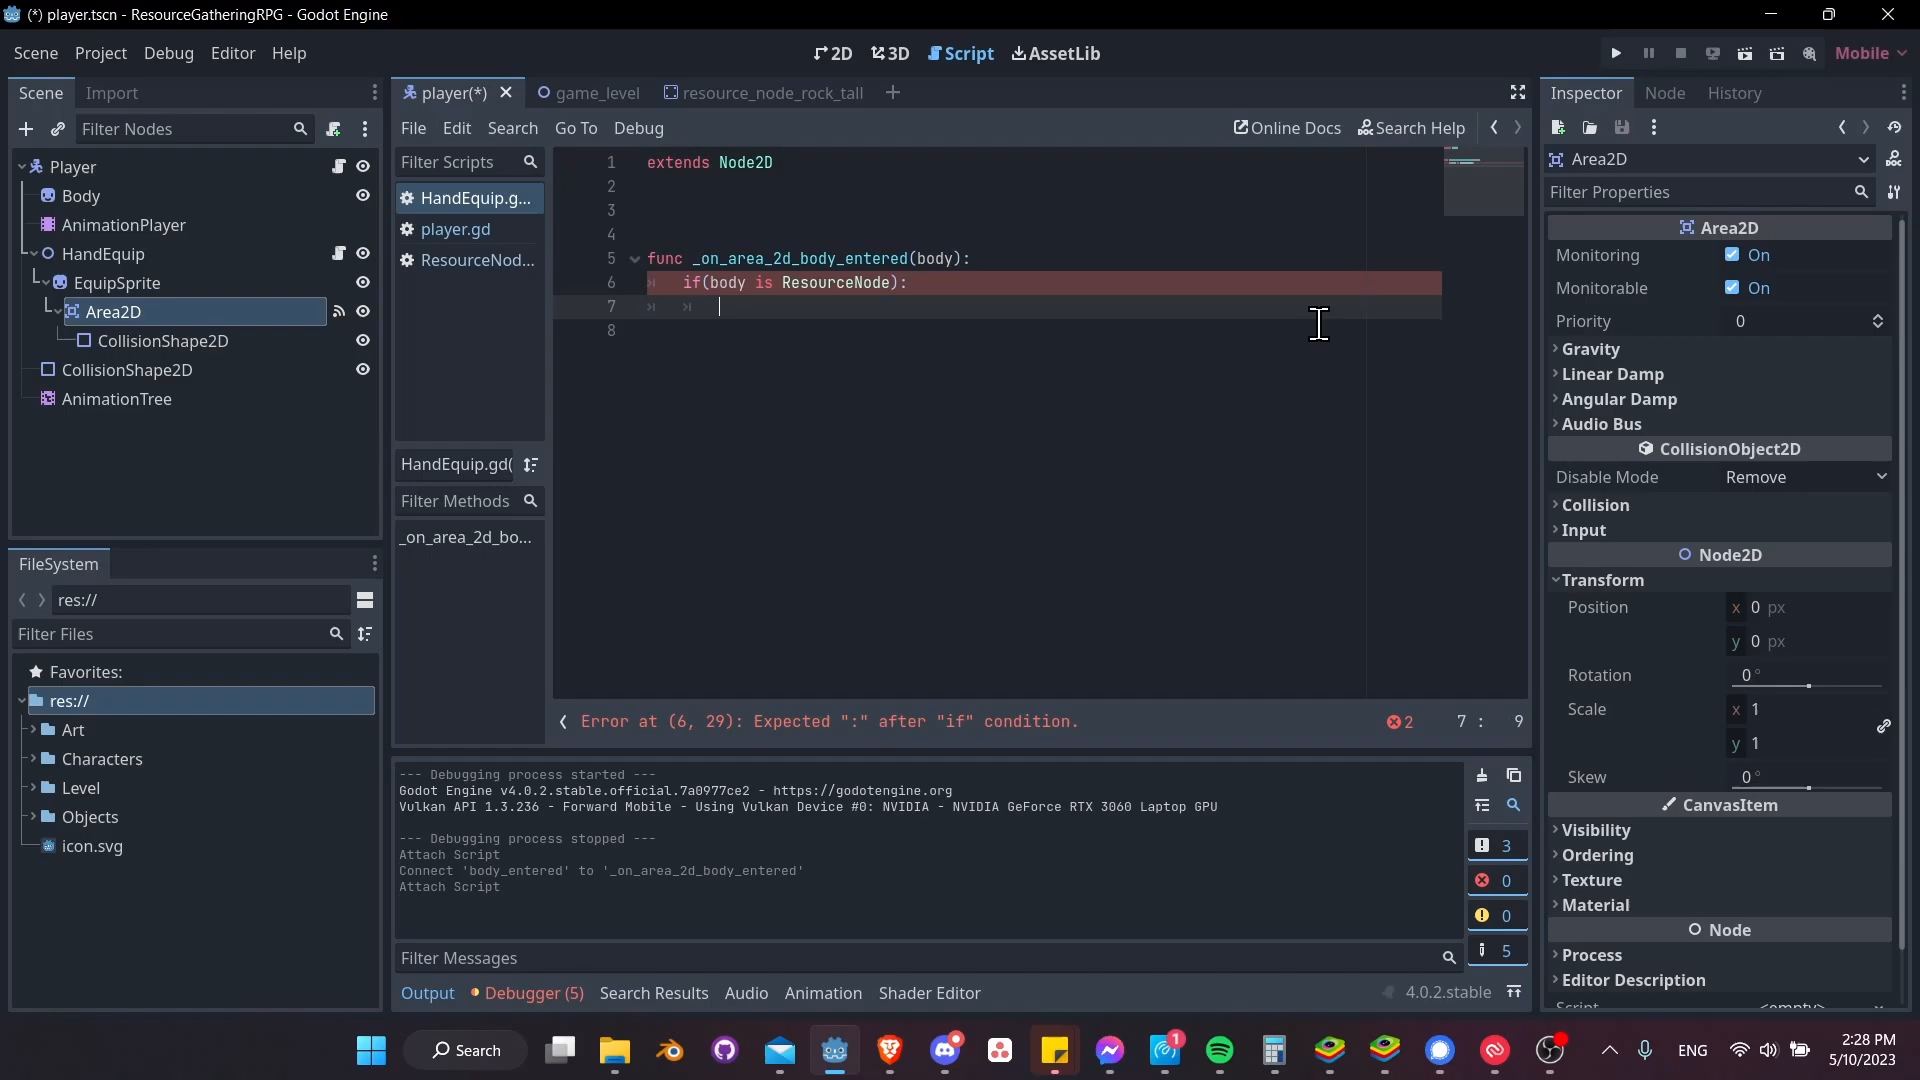 (*) player.tscn - ResourceGatheringRPG - Godot Engine
Scene Project Debug Editor Help
2D 3D Script AssetLib
Mobile
Scene Import
Filter Nodes
Player
Body
AnimationPlayer
HandEquip
EquipSprite
Area2D
CollisionShape2D
CollisionShape2D
AnimationTree
FileSystem
res://
Filter Files
Favorites:
res://
Art
Characters
Level
Objects
icon.svg
player(*) game_level resource_node_rock_tall
File Edit Search Go To Debug
Online Docs Search Help
Filter Scripts
HandEquip.g...
player.gd
ResourceNod...
HandEquip.gd(
Filter Methods
_on_area_2d_bo...
1 extends Node2D
2
3
4
5 func _on_area_2d_body_entered(body):
6 if(body is ResourceNode):
7
8
Error at (6, 29): Expected ":" after "if" condition.
2 7 : 9
--- Debugging process started ---
Godot Engine v4.0.2.stable.official.7a0977ce2 - https://godotengine.org
Vulkan API 1.3.236 - Forward Mobile - Using Vulkan Device #0: NVIDIA - NVIDIA GeForce RTX 3060 Laptop GPU
--- Debugging process stopped ---
Attach Script
Connect 'body_entered' to '_on_area_2d_body_entered'
Attach Script
3
0
0
5
Filter Messages
Output Debugger (5) Search Results Audio Animation Shader Editor
4.0.2.stable
Inspector Node History
Area2D
Filter Properties
Area2D
Monitoring On
Monitorable On
Priority 0
Gravity
Linear Damp
Angular Damp
Audio Bus
CollisionObject2D
Disable Mode Remove
Collision
Input
Node2D
Transform
Position x 0 px
y 0 px
Rotation 0 °
Scale x 1
y 1
Skew 0 °
CanvasItem
Visibility
Ordering
Texture
Material
Node
Process
Editor Description
Script <empty>
Search
1
ENG
2:28 PM
5/10/2023